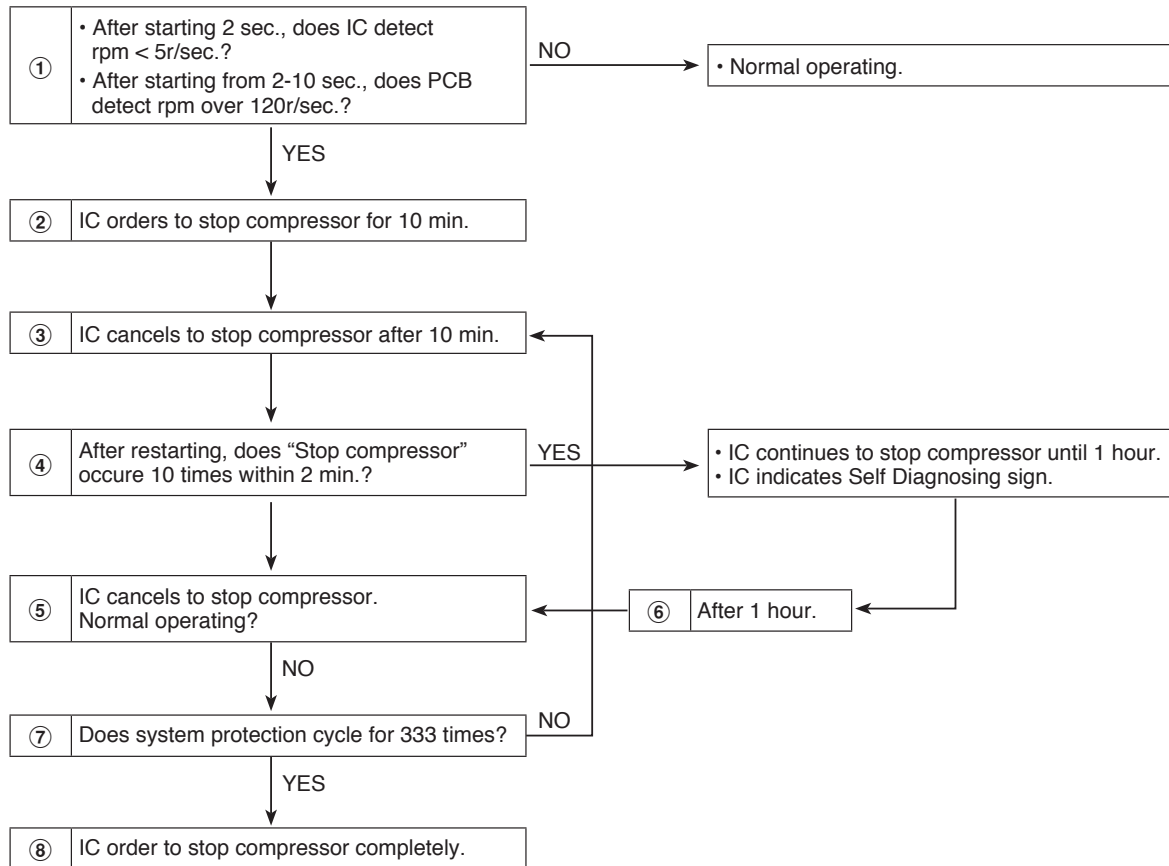 ① • After starting 2 sec., does IC detect
rpm < 5r/sec.?
• After starting from 2-10 sec., does PCB
detect rpm over 120r/sec.?
NO
• Normal operating.
YES
② IC orders to stop compressor for 10 min.
③ IC cancels to stop compressor after 10 min.
④ After restarting, does “Stop compressor”
occure 10 times within 2 min.?
YES
• IC continues to stop compressor until 1 hour.
• IC indicates Self Diagnosing sign.
⑤ IC cancels to stop compressor.
Normal operating?
⑥ After 1 hour.
NO
⑦ Does system protection cycle for 333 times?
NO
YES
⑧ IC order to stop compressor completely.